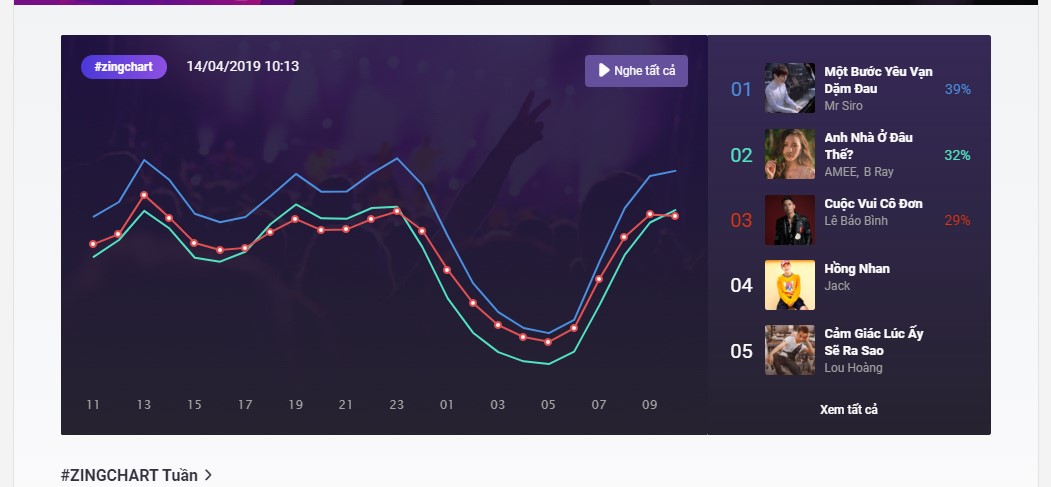 #zingchart
14/04/2019 10:13
Nghe tất cả
01
Một Bước Yêu Vạn
Dặm Đau
Mr Siro
39%
02
Anh Nhà Ở Đâu
Thế?
AMEE, B Ray
32%
03
Cuộc Vui Cô Đơn
Lê Bảo Bình
29%
04
Hồng Nhan
Jack
05
Cảm Giác Lúc Ấy
Sẽ Ra Sao
Lou Hoàng
11 13 15 17 19 21 23 01 03 05 07 09
Xem tất cả
#ZINGCHART Tuần